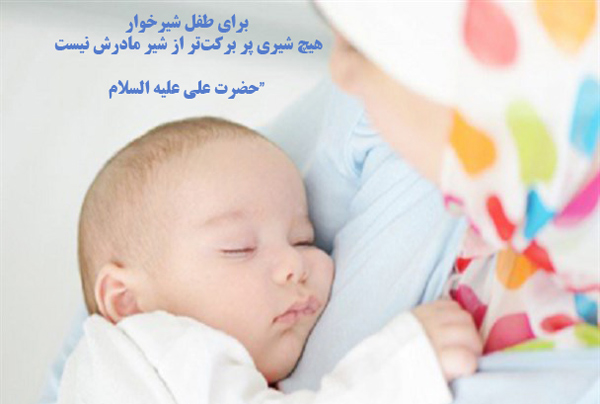 برای طفل شیرخوار
هیچ شیری پر برکت‌تر از شیر مادرش نیست
"حضرت علی علیه السلام